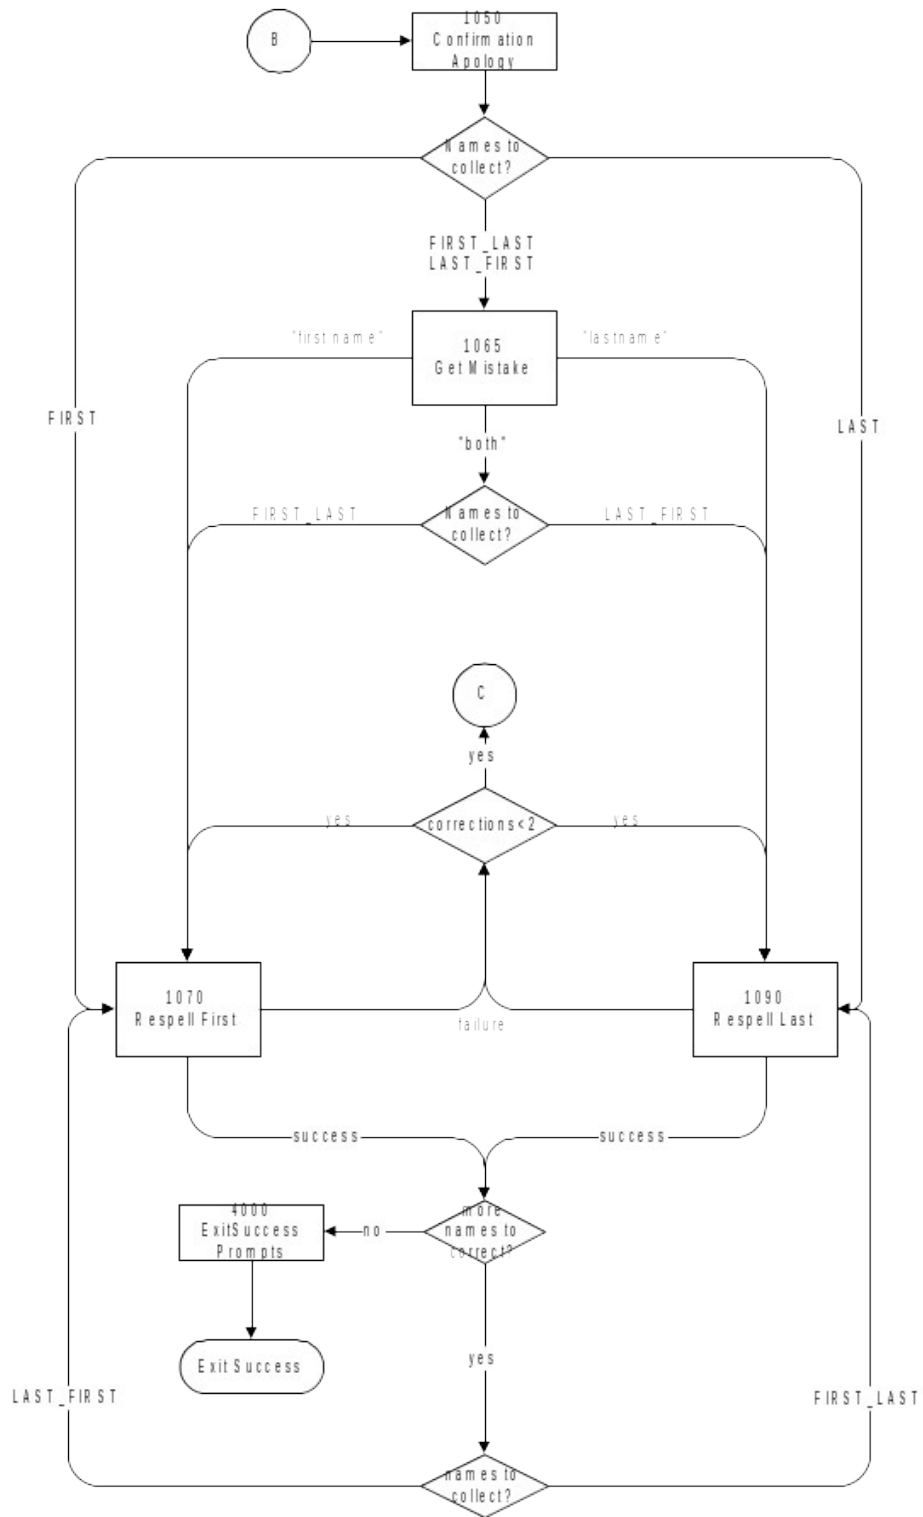 B
1050
Confirmation
Apology
Names to
collect?
FIRST_LAST
LAST_FIRST
"first name"
1065
Get Mistake
"last name"
FIRST
LAST
"both"
FIRST_LAST
Names to
collect?
LAST_FIRST
C
yes
yes
corrections<2
yes
1070
Respell First
1090
Respell Last
failure
success
success
4000
ExitSuccess
Prompts
no
more
names to
correct?
yes
Exit Success
LAST_FIRST
FIRST_LAST
names to
collect?